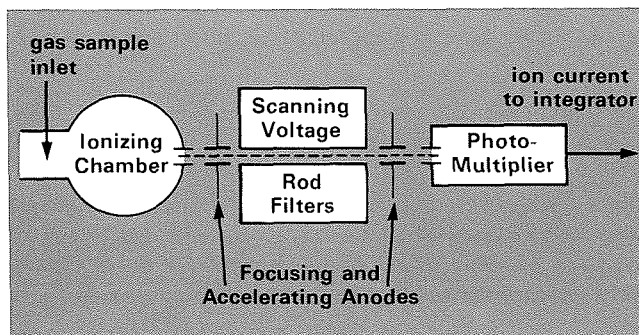 gas sample
inlet
Ionizing
Chamber
Scanning
Voltage
Rod
Filters
ion current
to integrator
Photo-
Multiplier
Focusing and
Accelerating Anodes